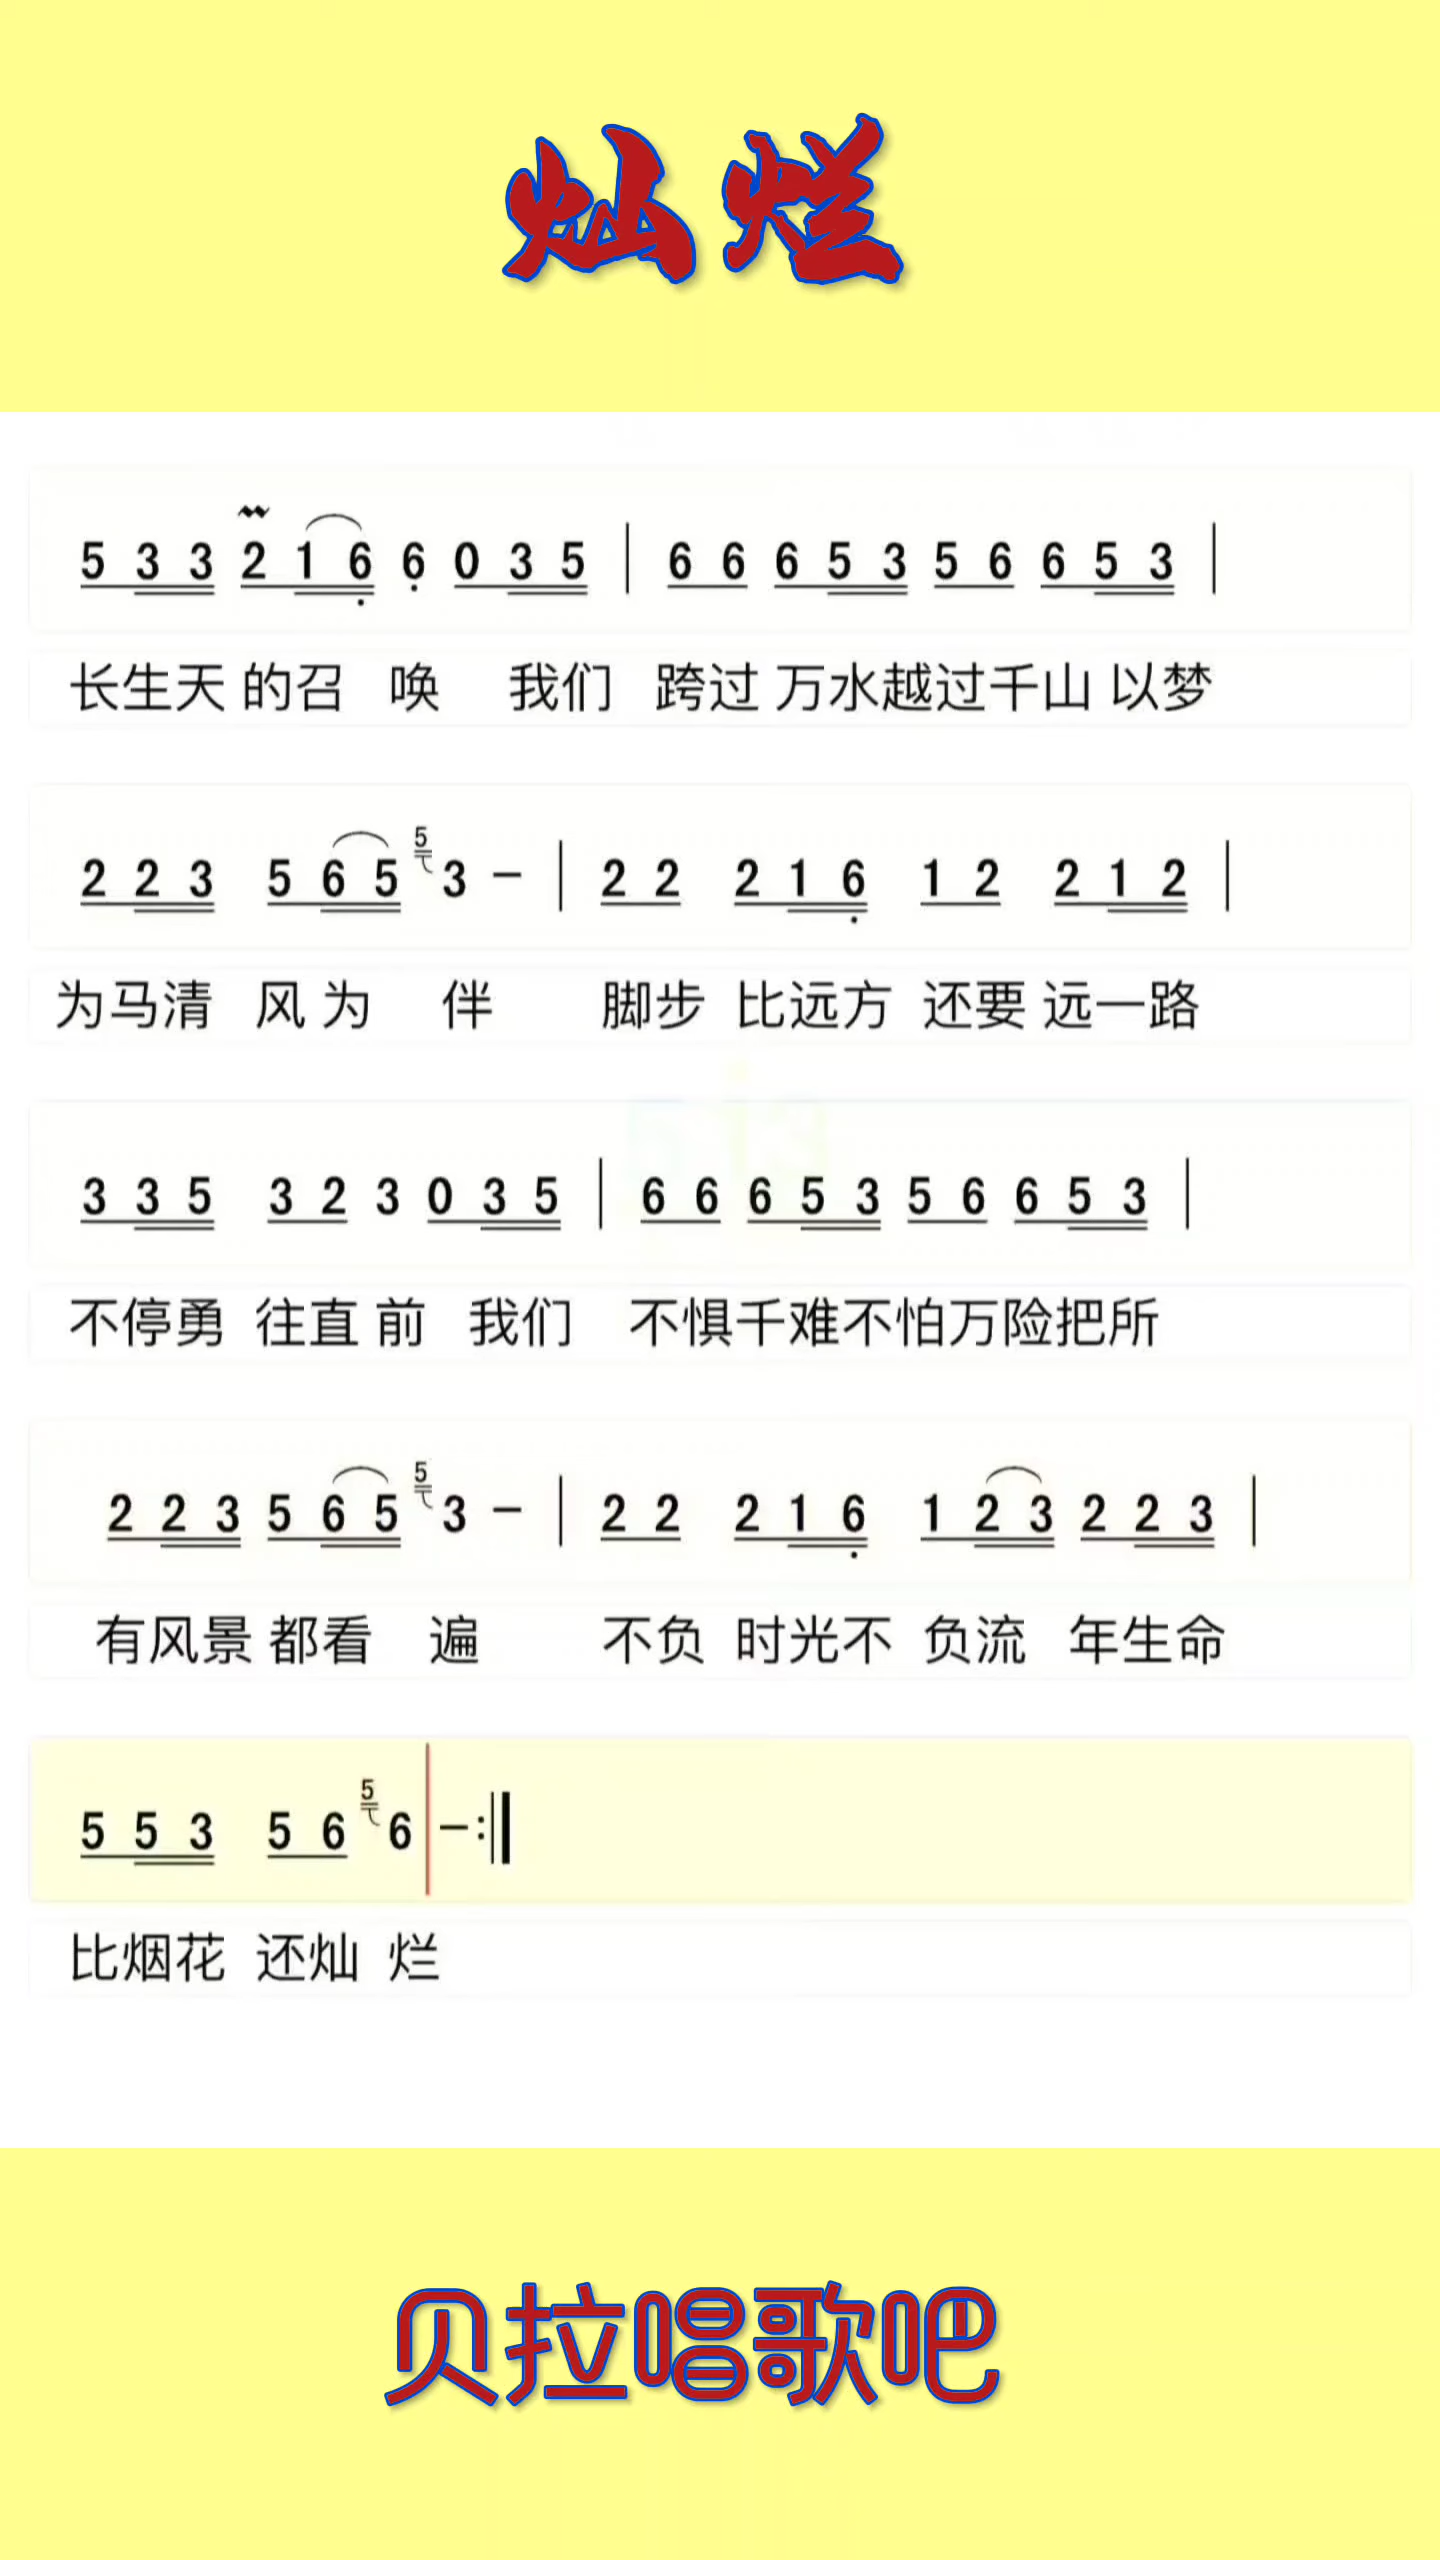 灿烂
5 3 3 2 1 6 6 0 3 5 | 6 6 6 5 3 5 6 6 5 3 |
长生天 的召 唤 我们 跨过 万水越过千山 以梦
2 2 3 5 6 5 5 3 – | 2 2 2 1 6 1 2 2 1 2 |
为马清 风 为 伴 脚步 比远方 还要 远一路
3 3 5 3 2 3 0 3 5 | 6 6 6 5 3 5 6 6 5 3 |
不停勇 往直 前 我们 不惧千难不怕万险把所
2 2 3 5 6 5 5 3 – | 2 2 2 1 6 1 2 3 2 2 3 |
有风景 都看 遍 不负 时光不 负流 年生命
5 5 3 5 6 5 6 – :‖
比烟花 还灿 烂
贝拉唱歌吧